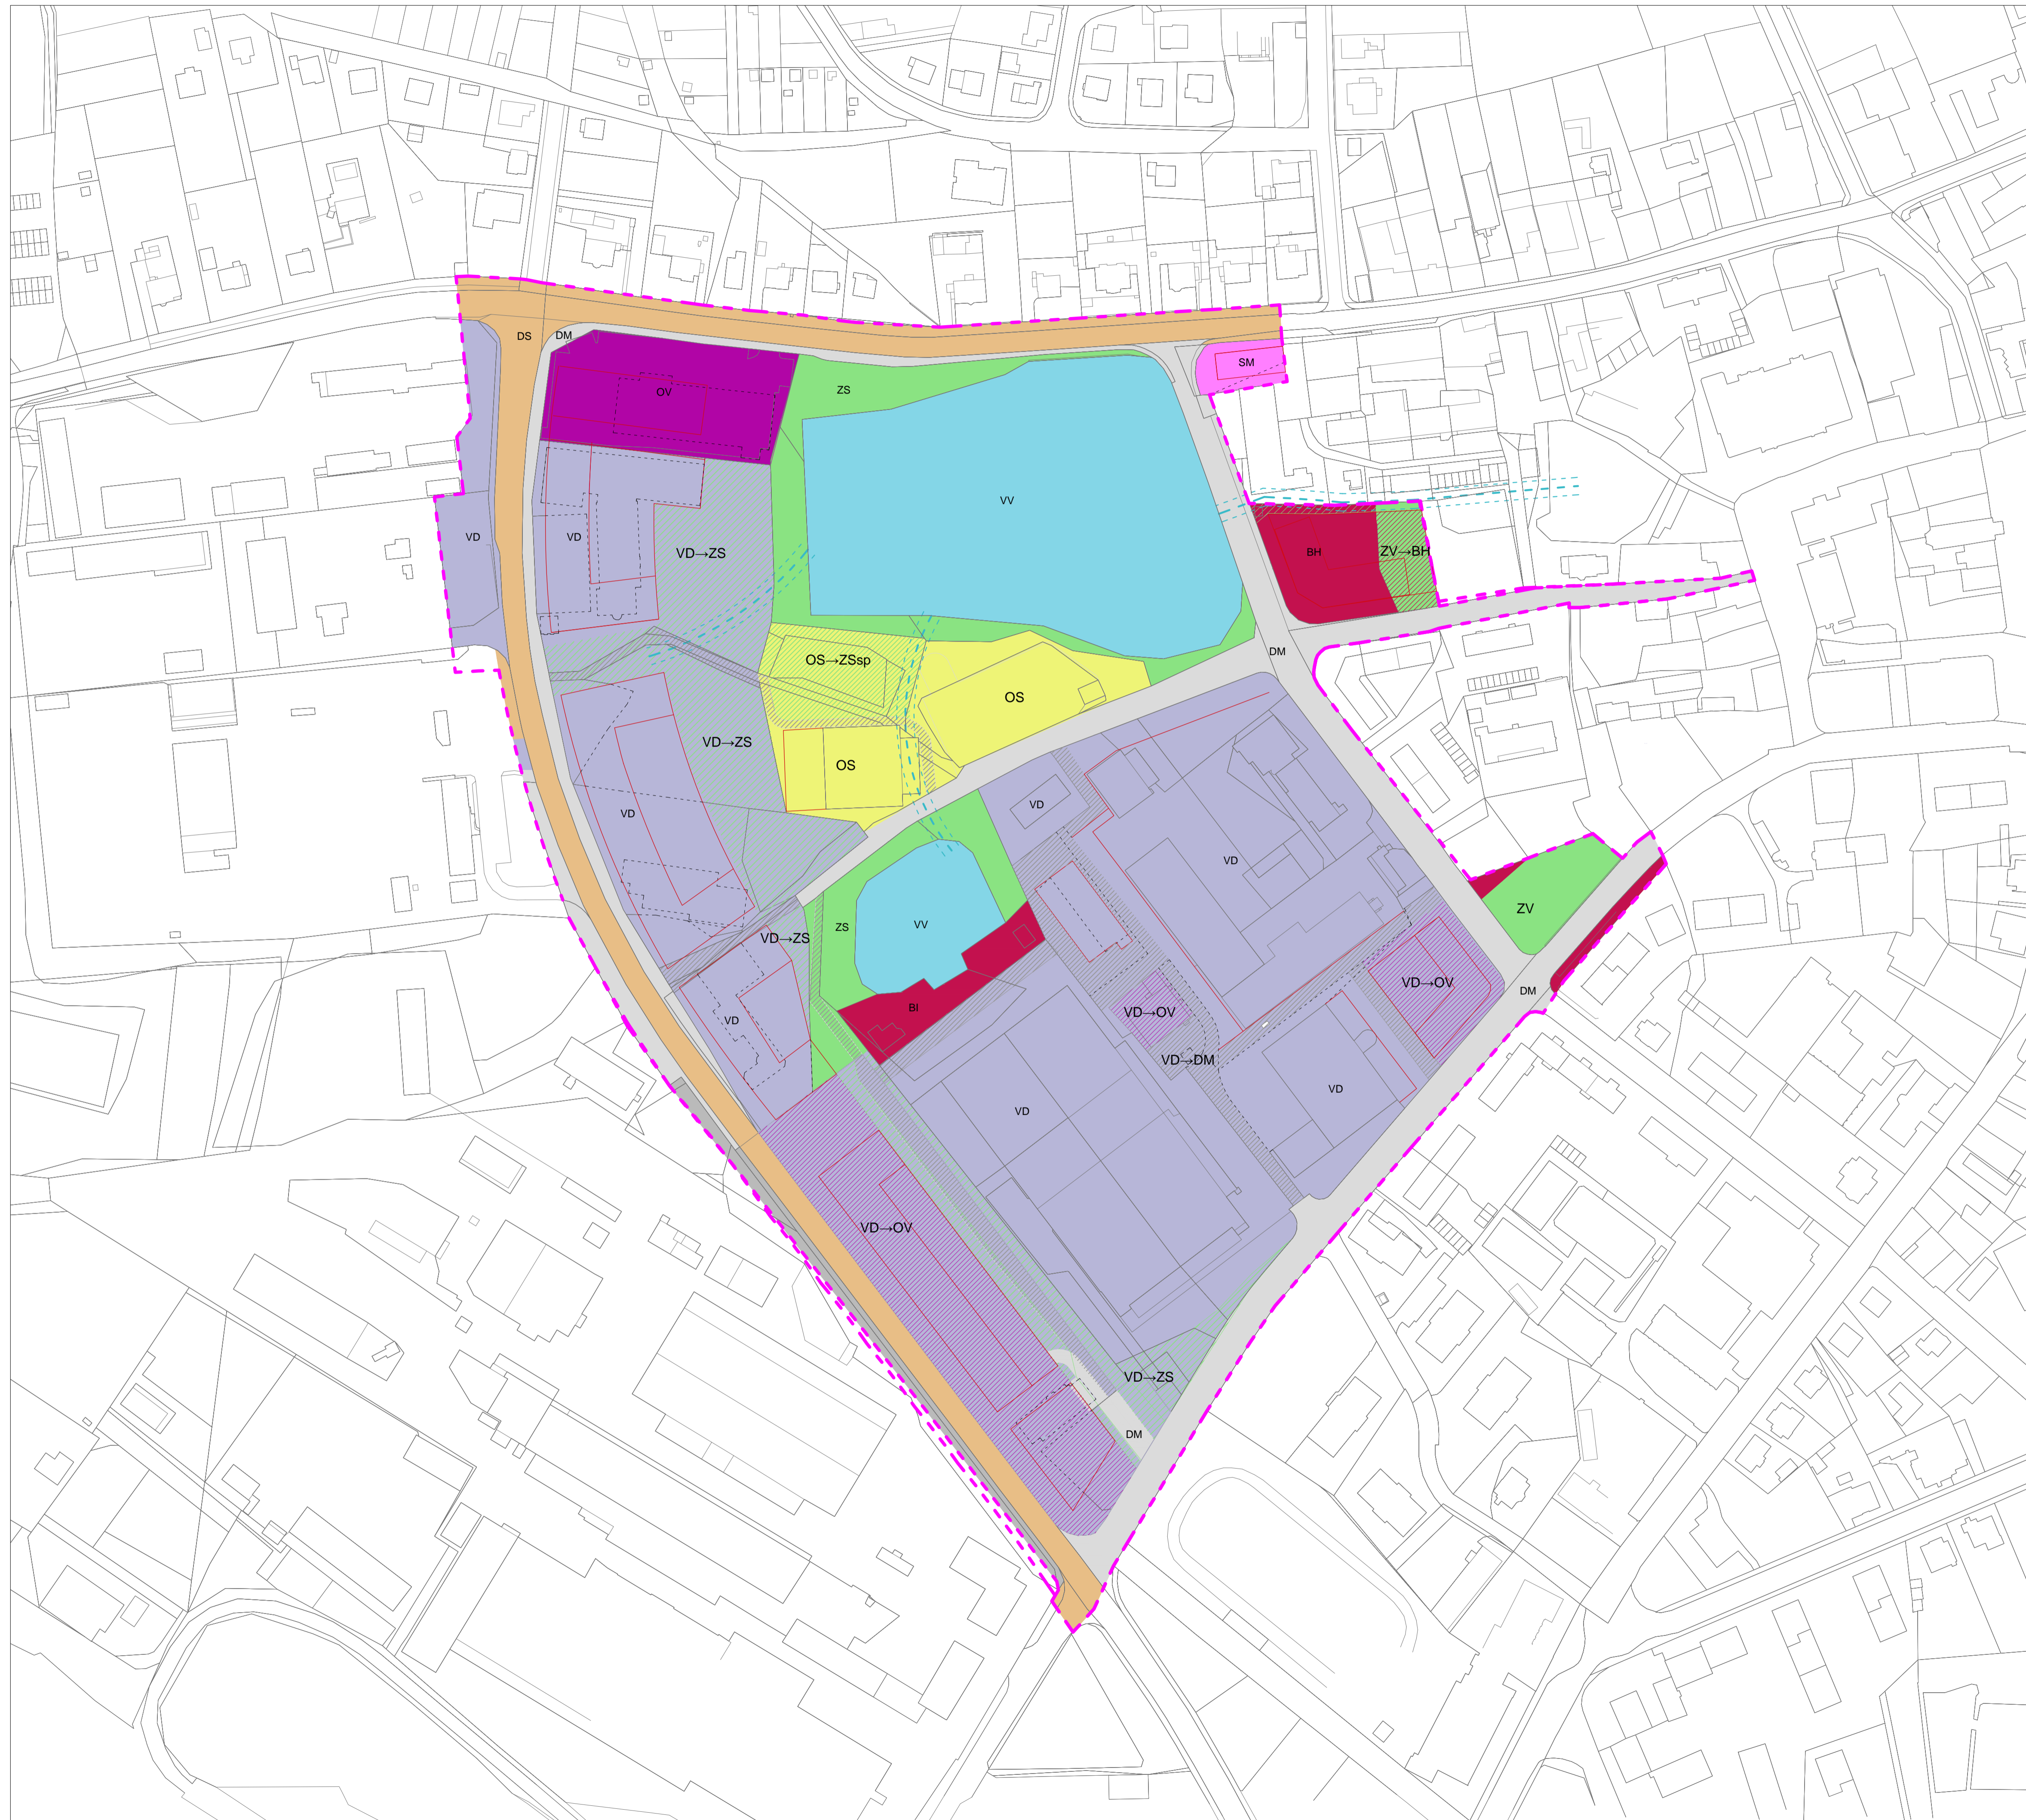 DS
DM
SM
OV
ZS
VV
VD
VD
VD→ZS
BH
ZV→BH
DM
OS→ZSsp
OS
VD→ZS
OS
VD
VD
VD
ZV
ZS
VV
VD→ZS
VD→OV
DM
BI
VD→OV
VD
VD→DM
VD
VD
VD→OV
VD→ZS
DM